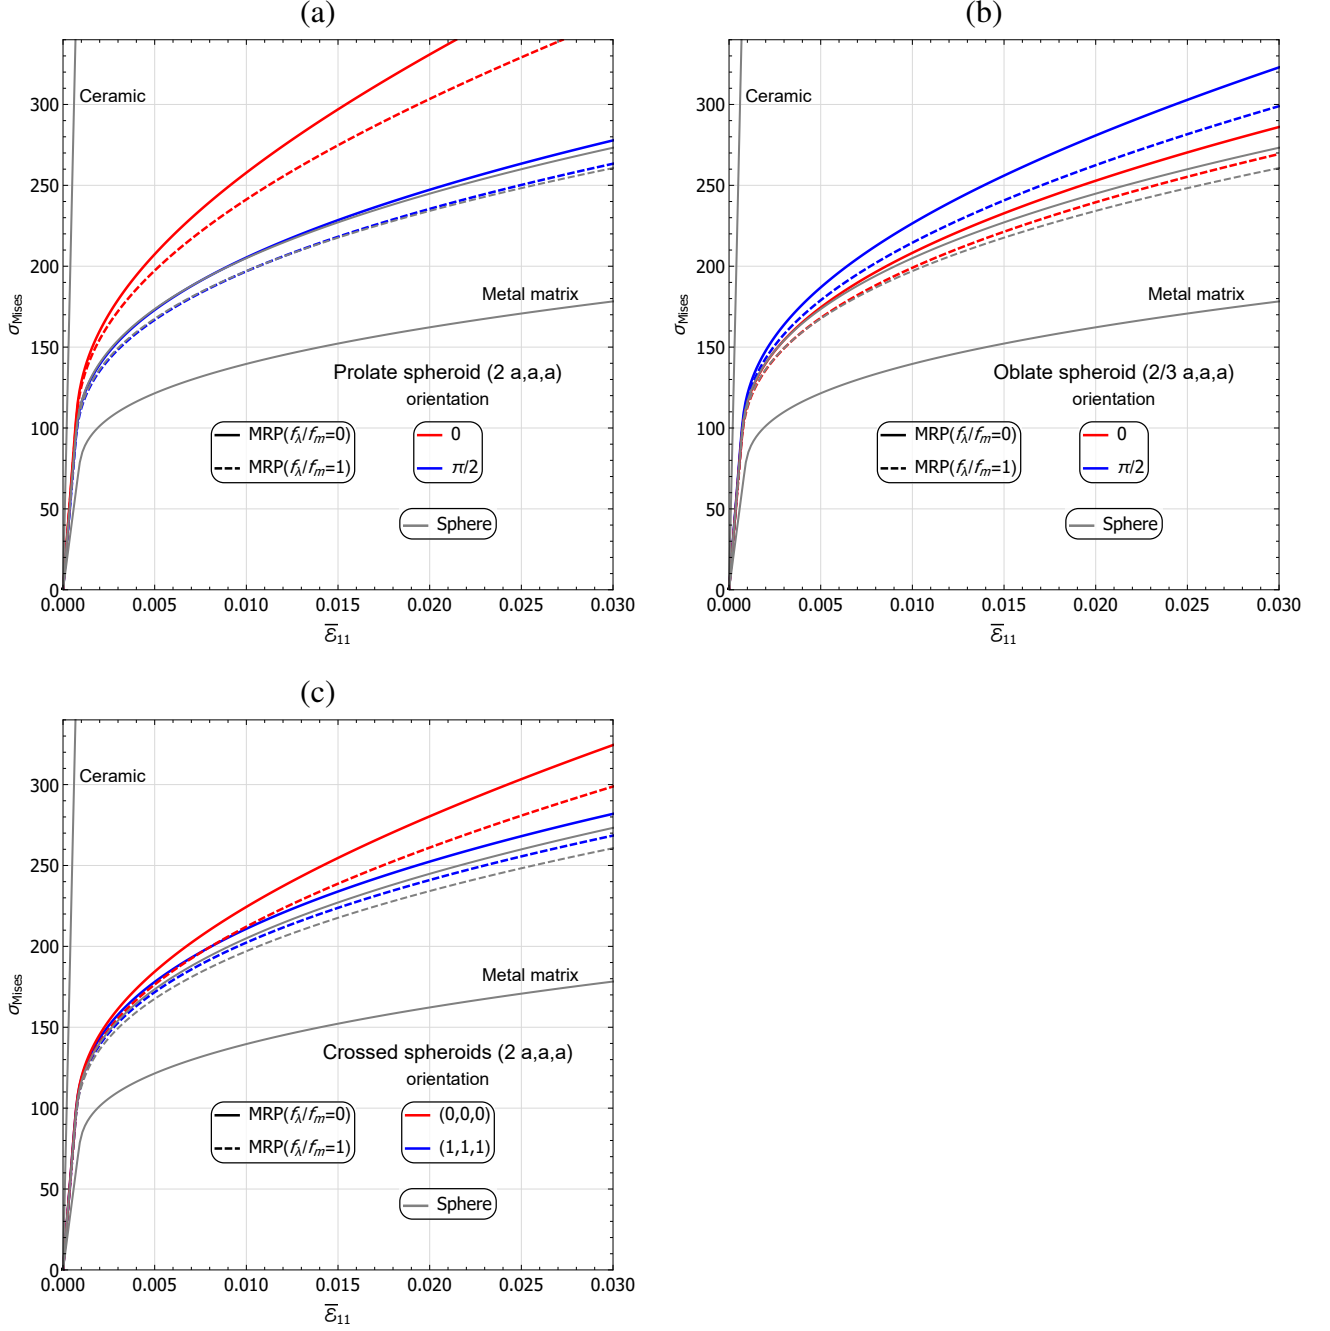 (a)
300
250
200
150
100
50
0
0.000 0.005 0.010 0.015 0.020 0.025 0.030
σMises
ε̅11
Ceramic
Metal matrix
Prolate spheroid (2 a,a,a)
orientation
MRP(fλ/fm=0)
MRP(fλ/fm=1)
0
π/2
Sphere
(b)
300
250
200
150
100
50
0
0.000 0.005 0.010 0.015 0.020 0.025 0.030
σMises
ε̅11
Ceramic
Metal matrix
Oblate spheroid (2/3 a,a,a)
orientation
MRP(fλ/fm=0)
MRP(fλ/fm=1)
0
π/2
Sphere
(c)
300
250
200
150
100
50
0
0.000 0.005 0.010 0.015 0.020 0.025 0.030
σMises
ε̅11
Ceramic
Metal matrix
Crossed spheroids (2 a,a,a)
orientation
MRP(fλ/fm=0)
MRP(fλ/fm=1)
(0,0,0)
(1,1,1)
Sphere